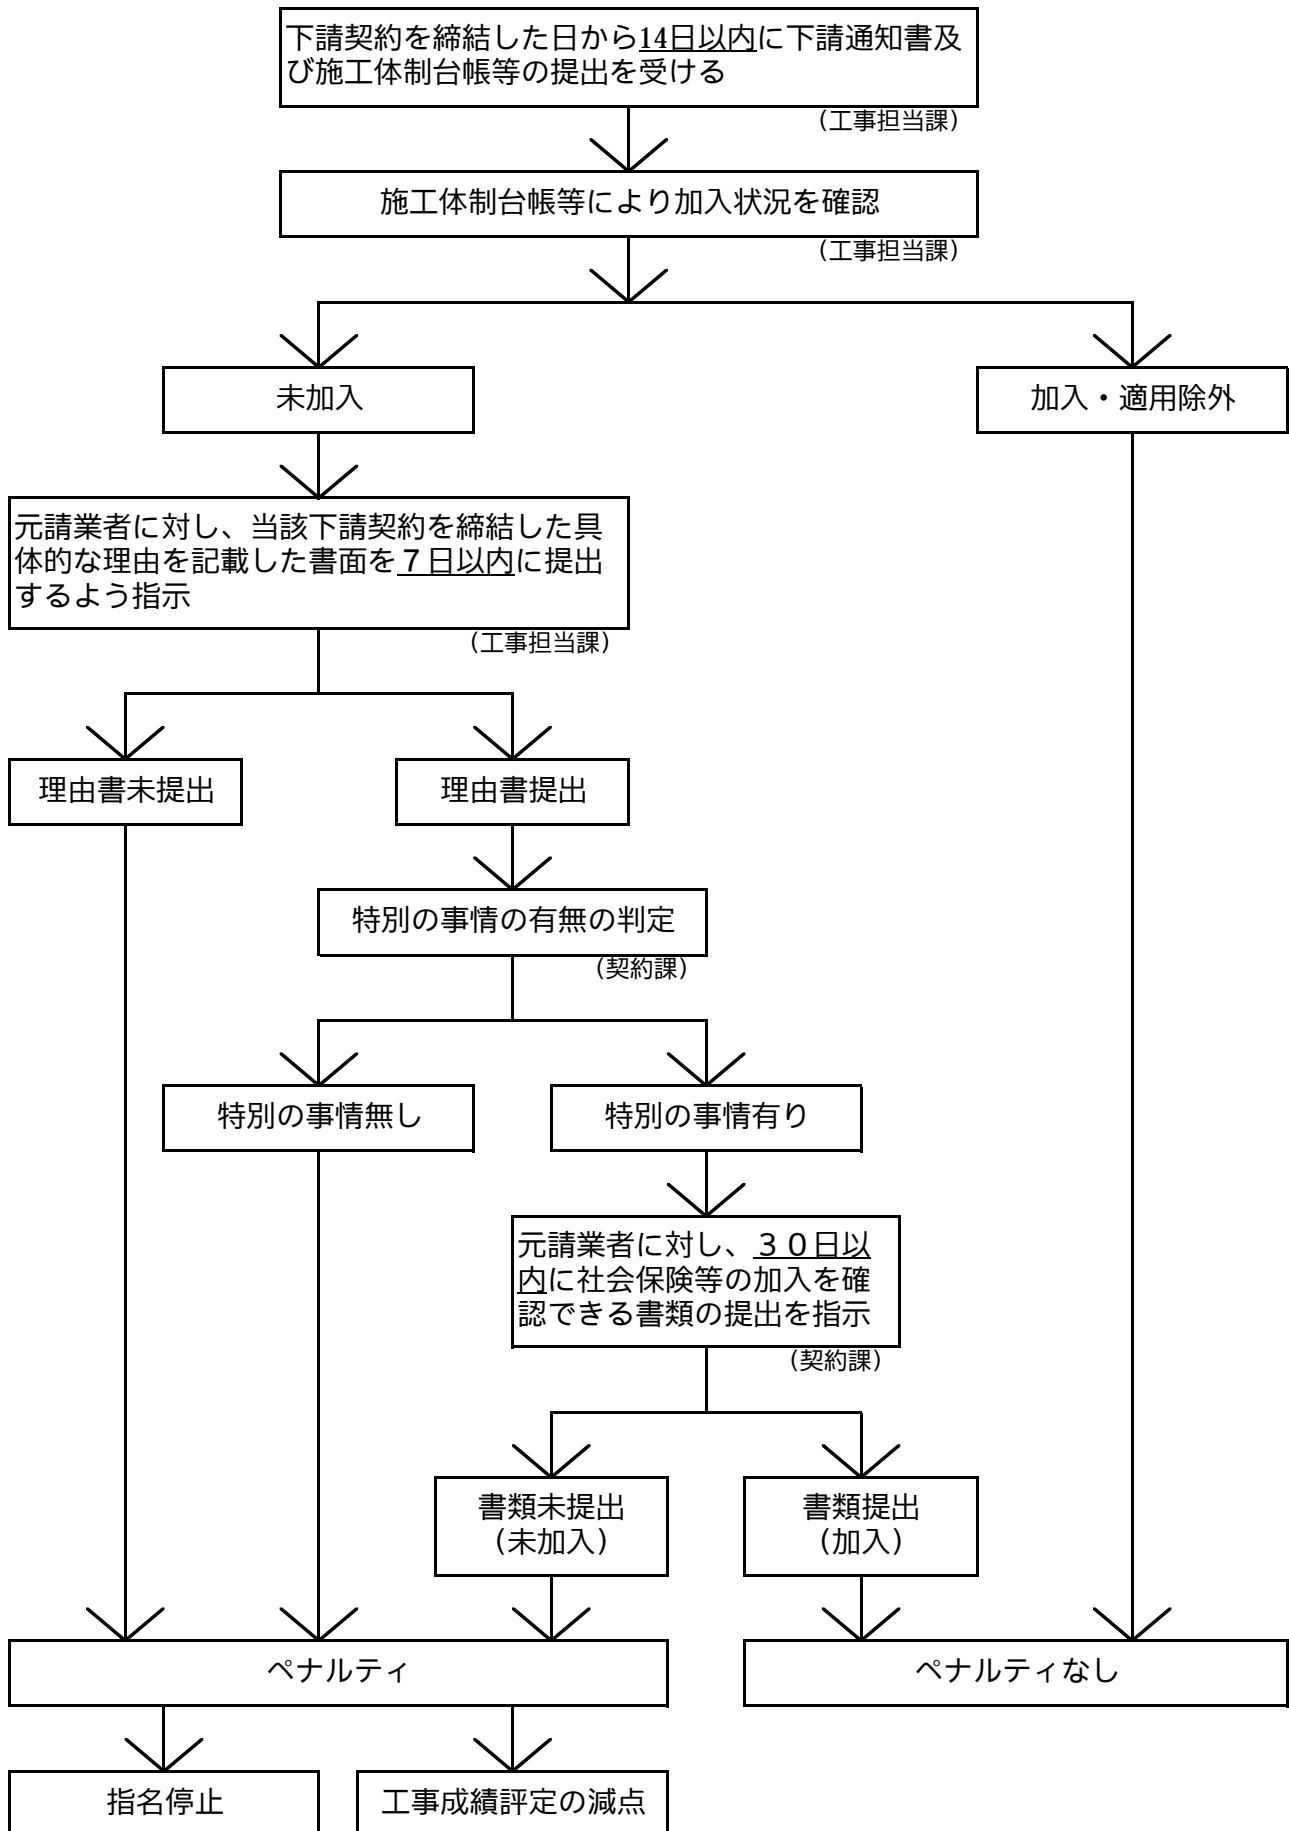 下請契約を締結した日から14日以内に下請通知書及
び施工体制台帳等の提出を受ける
（工事担当課）
施工体制台帳等により加入状況を確認
（工事担当課）
未加入
加入・適用除外
元請業者に対し、当該下請契約を締結した具
体的な理由を記載した書面を７日以内に提出
するよう指示
（工事担当課）
理由書未提出
理由書提出
特別の事情の有無の判定
（契約課）
特別の事情無し
特別の事情有り
元請業者に対し、３０日以
内に社会保険等の加入を確
認できる書類の提出を指示
（契約課）
書類未提出
（未加入）
書類提出
（加入）
ペナルティ
ペナルティなし
指名停止
工事成績評定の減点